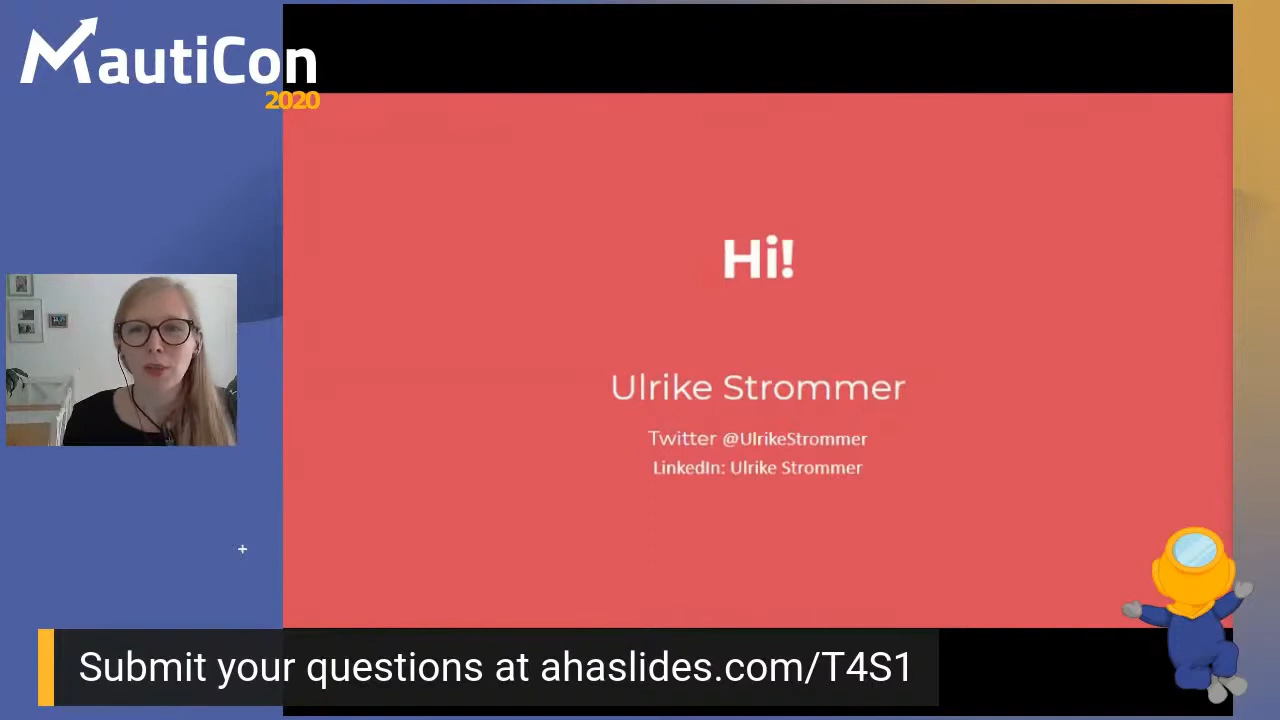 MautiCon
2020
Hi!
Ulrike Strommer
Twitter @UlrikeStrommer
LinkedIn: Ulrike Strommer
Submit your questions at ahaslides.com/T4S1